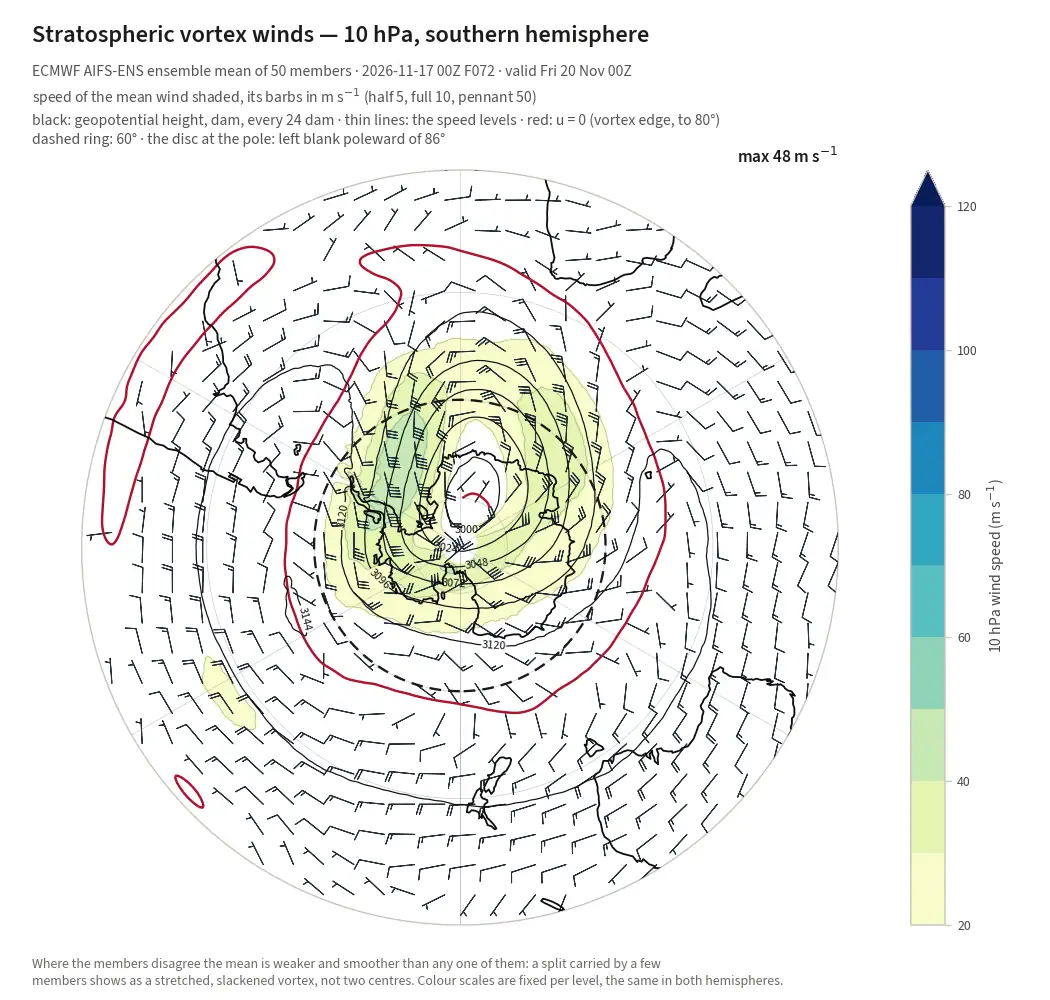 Stratospheric vortex winds — 10 hPa, southern hemisphere
ECMWF AIFS-ENS ensemble mean of 50 members · 2026-11-17 00Z F072 · valid Fri 20 Nov 00Z
speed of the mean wind shaded, its barbs in m s⁻¹ (half 5, full 10, pennant 50)
black: geopotential height, dam, every 24 dam · thin lines: the speed levels · red: u = 0 (vortex edge, to 80°)
dashed ring: 60° · the disc at the pole: left blank poleward of 86°
max 48 m s⁻¹
120
100
80
60
40
20
10 hPa wind speed (m s⁻¹)
3120
3000
3048
3072
3096
3144
3120
Where the members disagree the mean is weaker and smoother than any one of them: a split carried by a few
members shows as a stretched, slackened vortex, not two centres. Colour scales are fixed per level, the same in both hemispheres.